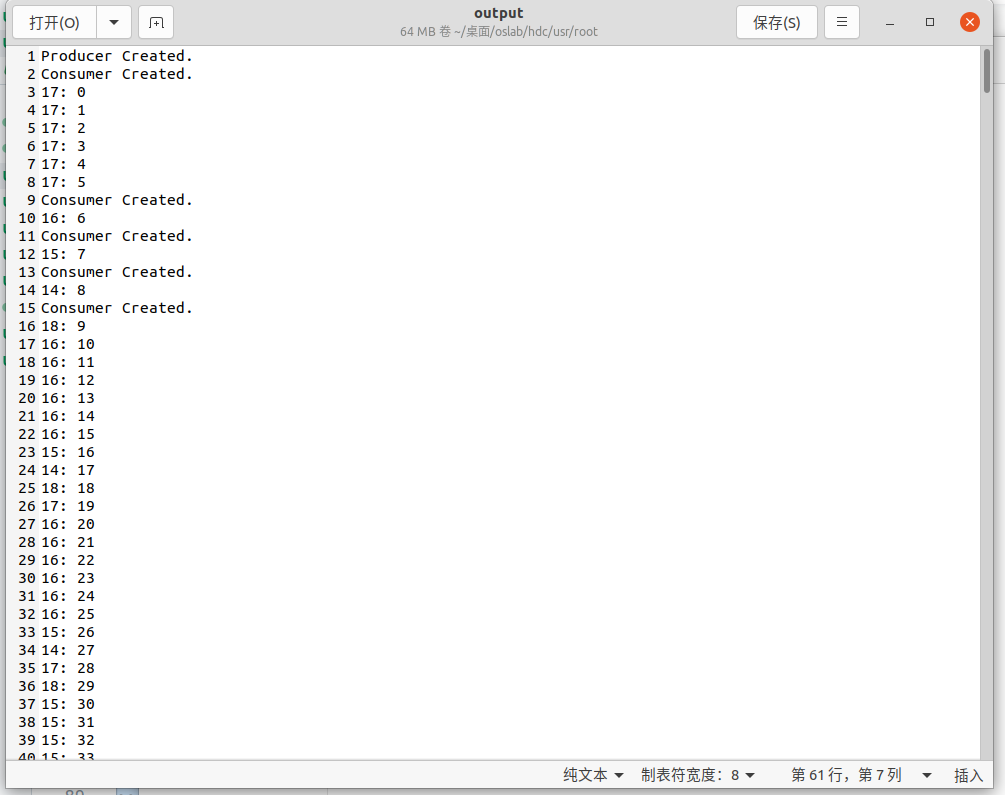 打开(O)
output
64 MB 卷 ~/桌面/oslab/hdc/usr/root
保存(S)
1 Producer Created.
2 Consumer Created.
3 17: 0
4 17: 1
5 17: 2
6 17: 3
7 17: 4
8 17: 5
9 Consumer Created.
10 16: 6
11 Consumer Created.
12 15: 7
13 Consumer Created.
14 14: 8
15 Consumer Created.
16 18: 9
17 16: 10
18 16: 11
19 16: 12
20 16: 13
21 16: 14
22 16: 15
23 15: 16
24 14: 17
25 18: 18
26 17: 19
27 16: 20
28 16: 21
29 16: 22
30 16: 23
31 16: 24
32 16: 25
33 15: 26
34 14: 27
35 17: 28
36 18: 29
37 15: 30
38 15: 31
39 15: 32
40 15: 33
纯文本 制表符宽度：8 第 61 行，第 7 列 插入